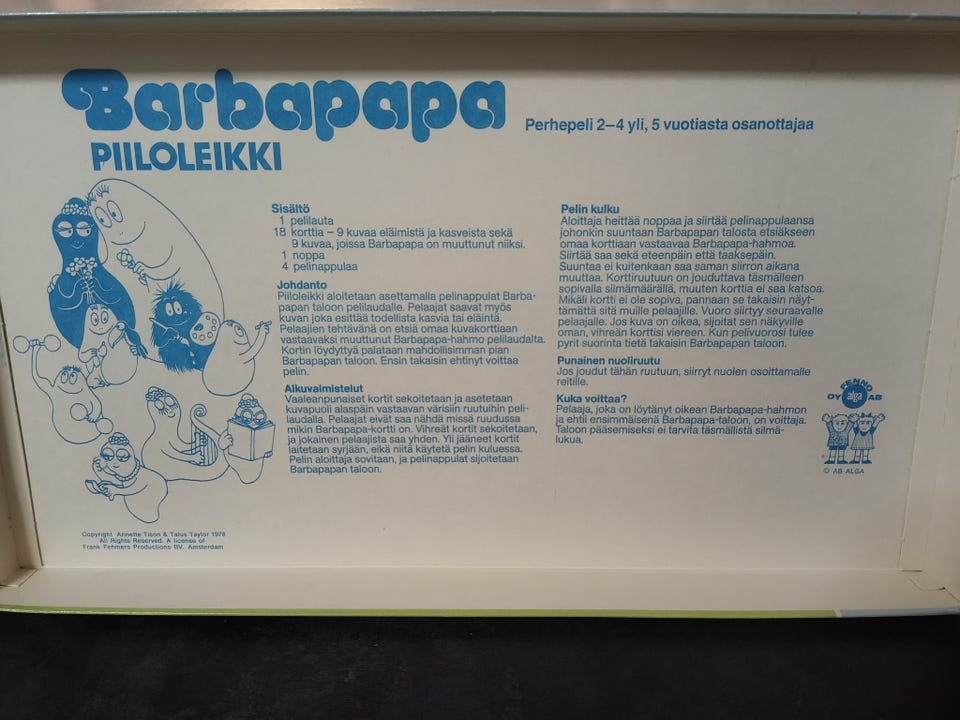 Barbapapa
PIILOLEIKKI
Perhepeli 2–4 yli, 5 vuotiasta osanottajaa
Sisältö
1 pelilauta
18 korttia – 9 kuvaa eläimistä ja kasveista sekä
9 kuvaa, joissa Barbapapa on muuttunut niiksi.
1 noppa
4 pelinappulaa
Johdanto
Piiloleikki aloitetaan asettamalla pelinappulat Barba-
papan taloon pelilaudalle. Pelaajat saavat myös
kuvan joka esittää todellista kasvia tai eläintä.
Pelaajien tehtävänä on etsiä omaa kuvakorttiaan
vastaavaksi muuttunut Barbapapa-hahmo pelilaudalta.
Kortin löydyttyä palataan mahdollisimman pian
Barbapapan taloon. Ensin takaisin ehtinyt voittaa
pelin.
Alkuvalmistelut
Vaaleanpunaiset kortit sekoitetaan ja asetetaan
kuvapuoli alaspäin vastaavan värisiin ruutuihin peli-
laudalla. Pelaajat eivät saa nähdä missä ruudussa
mikin Barbapapa-kortti on. Vihreät kortit sekoitetaan,
ja jokainen pelaajista saa yhden. Yli jääneet kortit
laitetaan syrjään, eikä niitä käytetä pelin kuluessa.
Pelin aloittaja sovitaan, ja pelinappulat sijoitetaan
Barbapapan taloon.
Pelin kulku
Aloittaja heittää noppaa ja siirtää pelinappulaansa
johonkin suuntaan Barbapapan talosta etsiäkseen
omaa korttiaan vastaavaa Barbapapa-hahmoa.
Siirtää saa sekä eteenpäin että taaksepäin.
Suuntaa ei kuitenkaan saa saman siirron aikana
muuttaa. Korttiruutuun on jouduttava täsmälleen
sopivalla silmämäärällä, muuten korttia ei saa katsoa.
Mikäli kortti ei ole sopiva, pannaan se takaisin näyt-
tämättä sitä muille pelaajille. Vuoro siirtyy seuraavalle
pelaajalle. Jos kuva on oikea, sijoitat sen näkyville
oman, vihreän korttisi viereen. Kun pelivuorosi tulee
pyrit suorinta tietä takaisin Barbapapan taloon.
Punainen nuoliruutu
Jos joudut tähän ruutuun, siirryt nuolen osoittamalle
reitille.
Kuka voittaa?
Pelaaja, joka on löytänyt oikean Barbapapa-hahmon
ja ehtii ensimmäisenä Barbapapa-taloon, on voittaja.
Taloon pääsemiseksi ei tarvita täsmällistä silmä-
lukua.
FENNO
OY alga AB
© AB ALGA
Copyright Annette Tison & Talus Taylor 1978
All Rights Reserved. A license of
Frank Fehmers Productions BV. Amsterdam